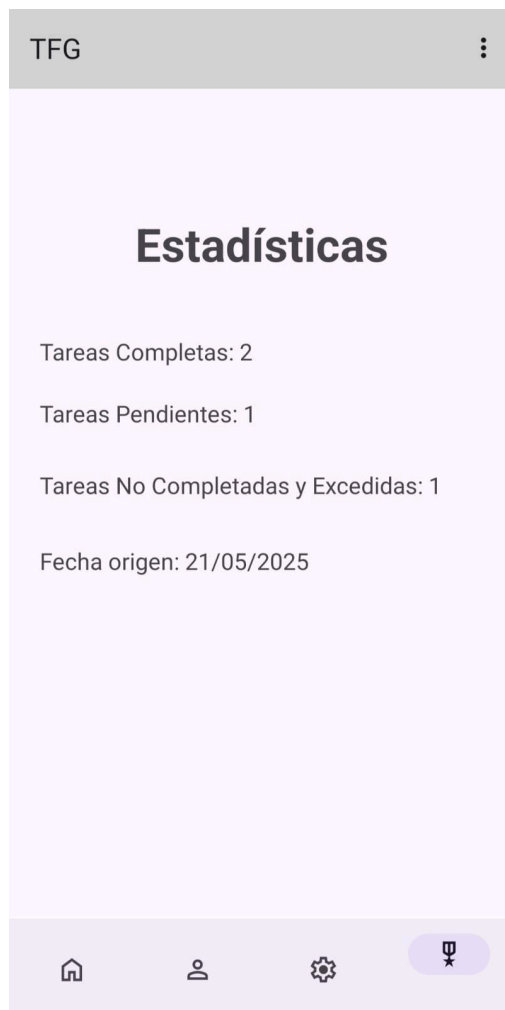 TFG
Estadísticas
Tareas Completas: 2
Tareas Pendientes: 1
Tareas No Completadas y Excedidas: 1
Fecha origen: 21/05/2025